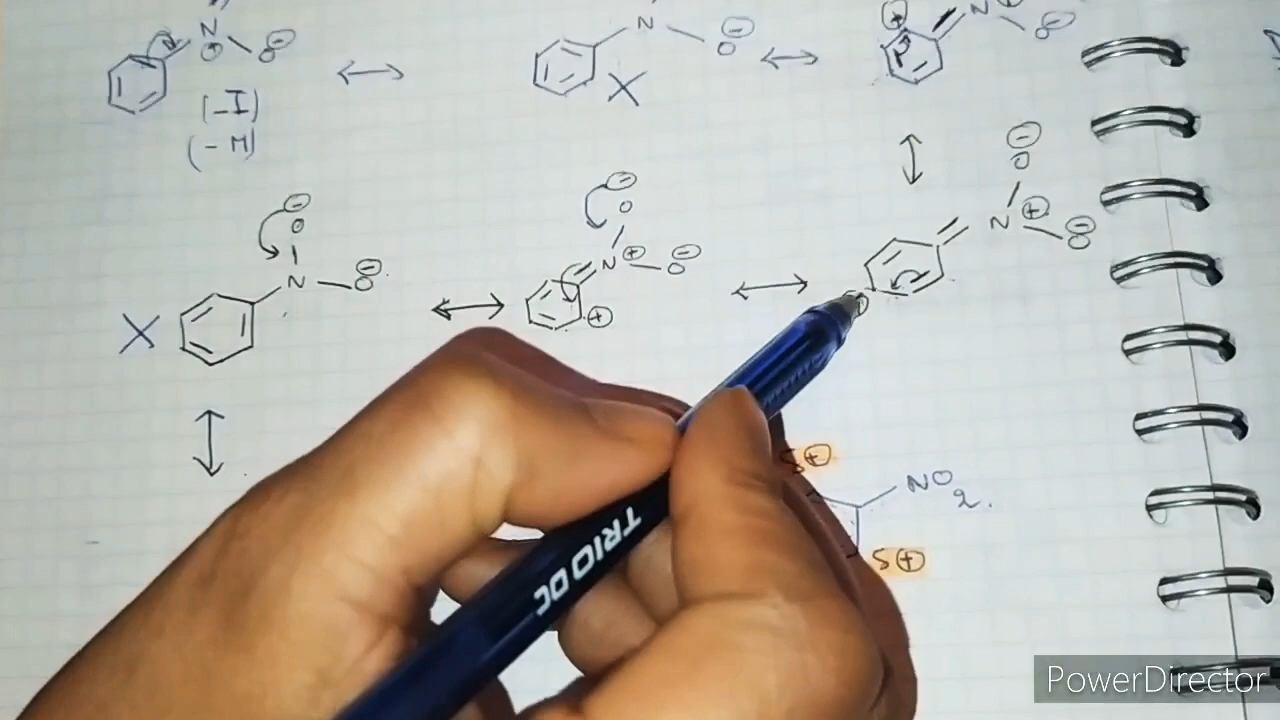 N
⊕
O ⊖
(-I)
(-M)
N
O ⊖
X
⊕
N
O ⊖
⊖
O
N ⊕
O ⊖
⊖
O
N
O ⊖
X
⊖
O
N ⊕
O ⊖
⊕
⊕
δ ⊕
NO2.
δ ⊕
TRIO DC
PowerDirector